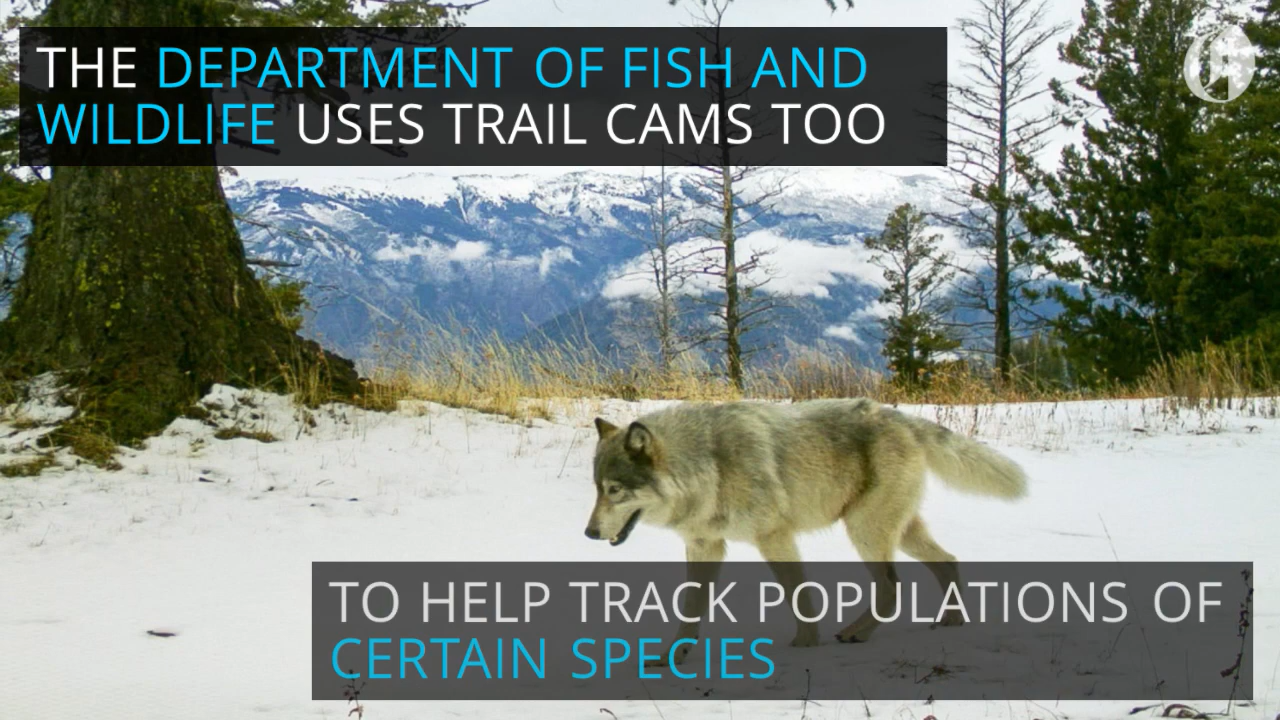 THE DEPARTMENT OF FISH AND
WILDLIFE USES TRAIL CAMS TOO
TO HELP TRACK POPULATIONS OF
CERTAIN SPECIES